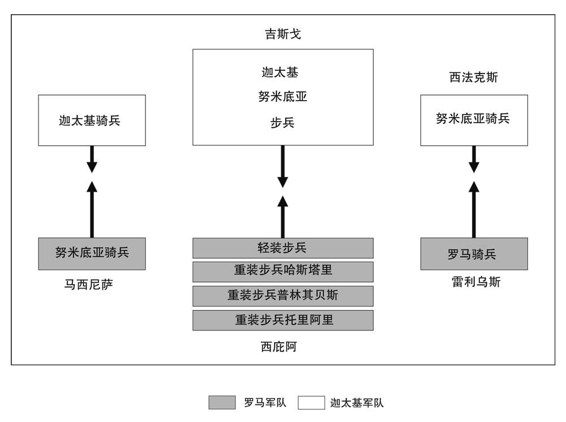 吉斯戈
迦太基
努米底亚
步兵
西法克斯
迦太基骑兵
努米底亚骑兵
努米底亚骑兵
马西尼萨
轻装步兵
重装步兵哈斯塔里
重装步兵普林其贝斯
重装步兵托里阿里
西庇阿
罗马骑兵
雷利乌斯
罗马军队
迦太基军队